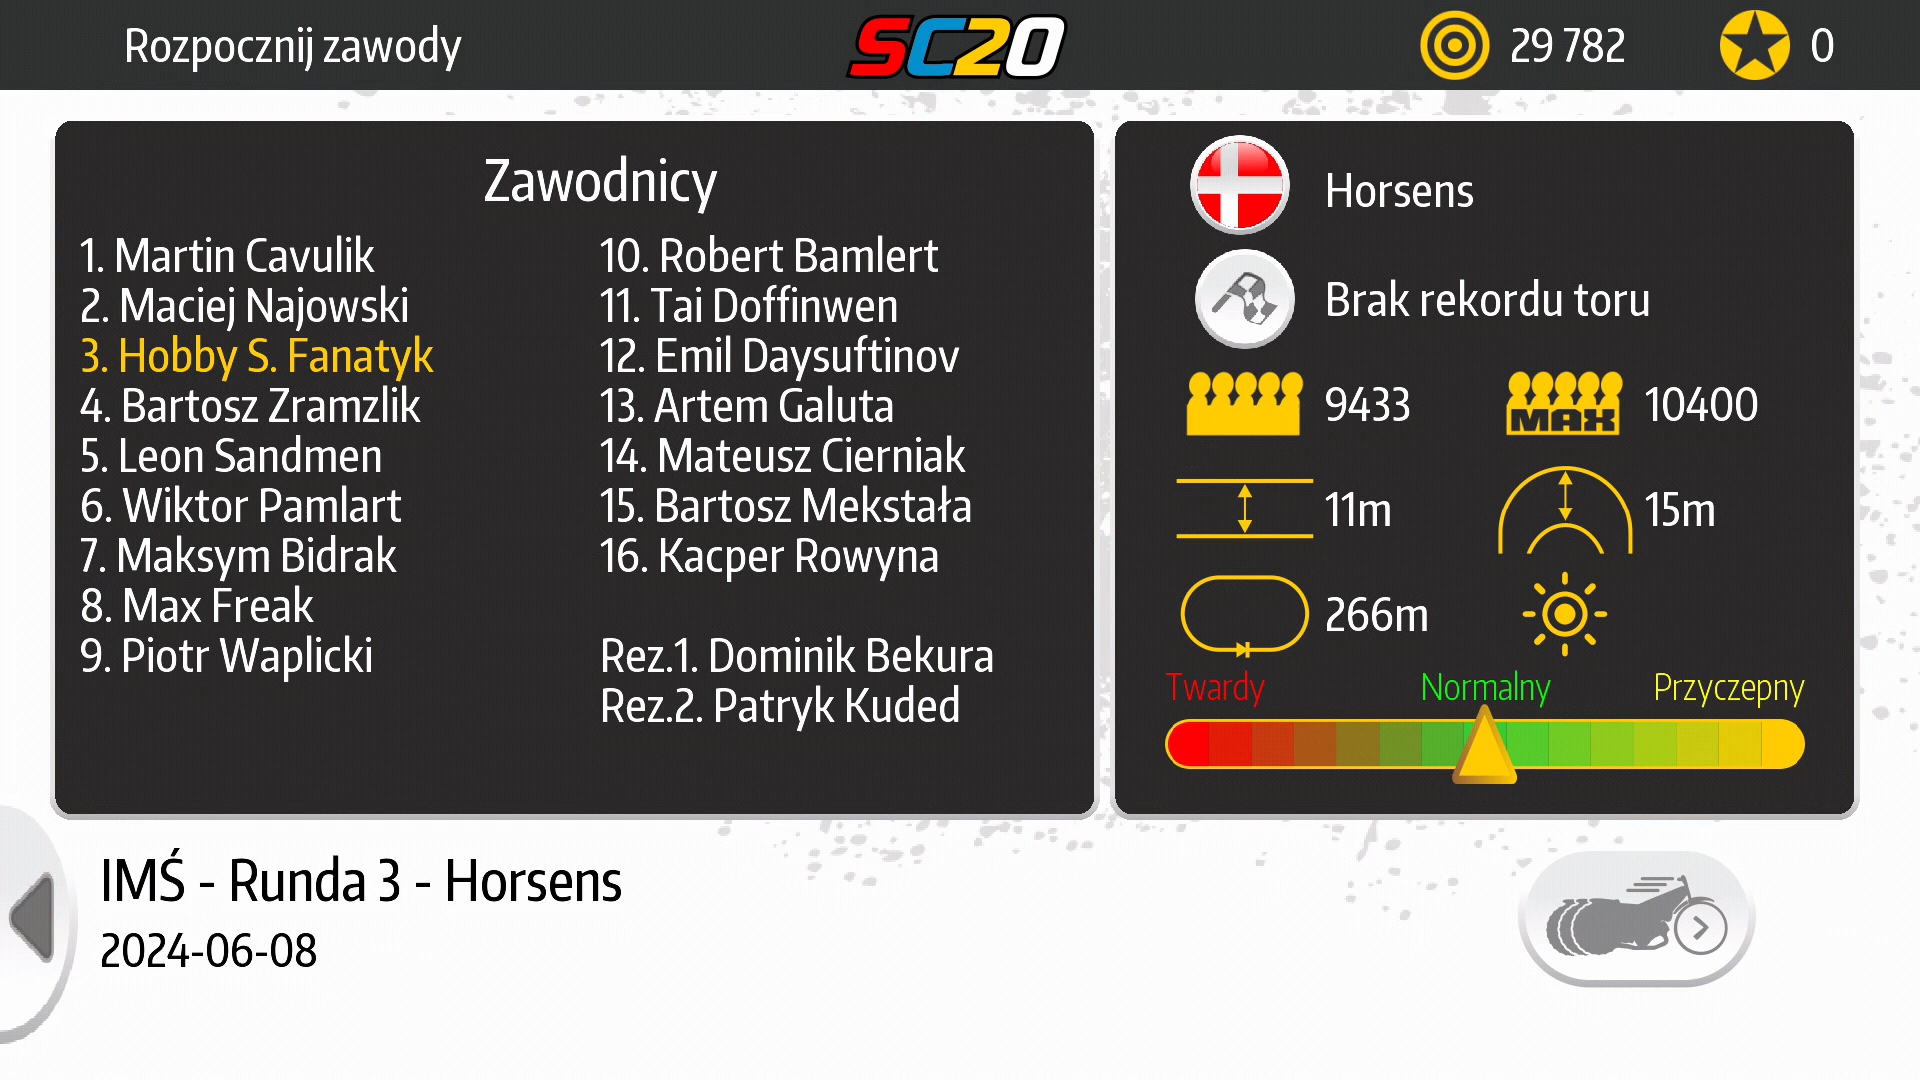 Rozpocznij zawody
SC20
29 782
0
Zawodnicy
1. Martin Cavulik
2. Maciej Najowski
3. Hobby S. Fanatyk
4. Bartosz Zramzlik
5. Leon Sandmen
6. Wiktor Pamlart
7. Maksym Bidrak
8. Max Freak
9. Piotr Waplicki
10. Robert Bamlert
11. Tai Doffinwen
12. Emil Daysuftinov
13. Artem Galuta
14. Mateusz Cierniak
15. Bartosz Mekstała
16. Kacper Rowyna
Rez.1. Dominik Bekura
Rez.2. Patryk Kuded
Horsens
Brak rekordu toru
9433
MAX 10400
11m
15m
266m
Twardy Normalny Przyczepny
IMŚ - Runda 3 - Horsens
2024-06-08